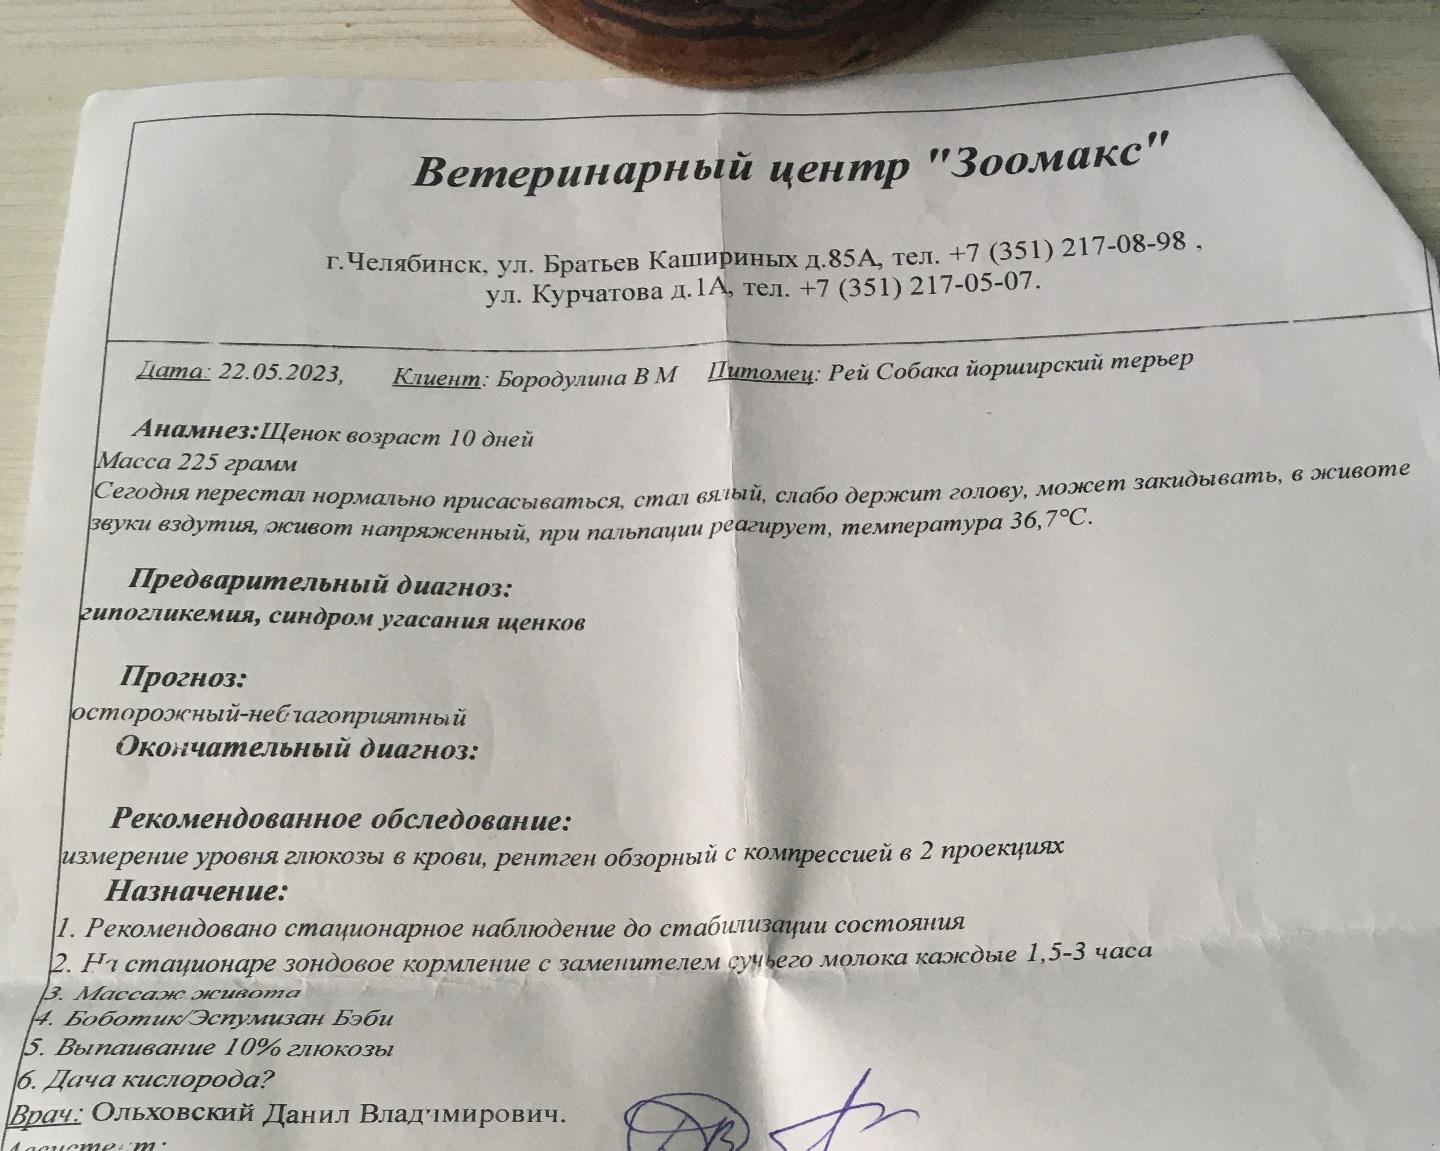 Ветеринарный центр "Зоомакс"
г.Челябинск, ул. Братьев Кашириных д.85А, тел. +7 (351) 217-08-98 ,
ул. Курчатова д.1А, тел. +7 (351) 217-05-07.
Дата: 22.05.2023, Клиент: Бородулина В М Питомец: Рей Собака йорширский терьер
Анамнез:Щенок возраст 10 дней
Масса 225 грамм
Сегодня перестал нормально присасываться, стал вялый, слабо держит голову, может закидывать, в животе
звуки вздутия, живот напряженный, при пальпации реагирует, температура 36,7°С.
Предварительный диагноз:
гипогликемия, синдром угасания щенков
Прогноз:
осторожный-неблагоприятный
Окончательный диагноз:
Рекомендованное обследование:
измерение уровня глюкозы в крови, рентген обзорный с компрессией в 2 проекциях
Назначение:
1. Рекомендовано стационарное наблюдение до стабилизации состояния
2. На стационаре зондовое кормление с заменителем сучьего молока каждые 1,5-3 часа
3. Массаж живота
4. Боботик/Эспумизан Бэби
5. Выпаивание 10% глюкозы
6. Дача кислорода?
Врач: Ольховский Данил Владимирович.
Ассистент: